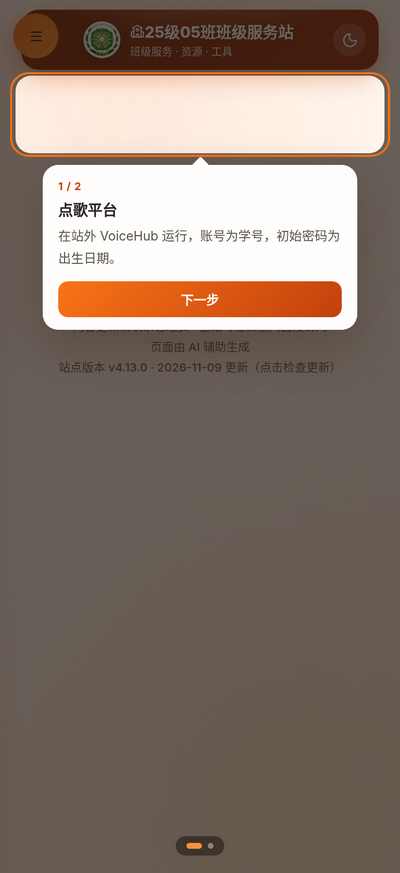 25级05班班级服务站
班级服务 · 资源 · 工具
1 / 2
点歌平台
在站外 VoiceHub 运行，账号为学号，初始密码为
出生日期。
下一步
页面由 AI 辅助生成
站点版本 v4.13.0 · 2026-11-09 更新（点击检查更新）